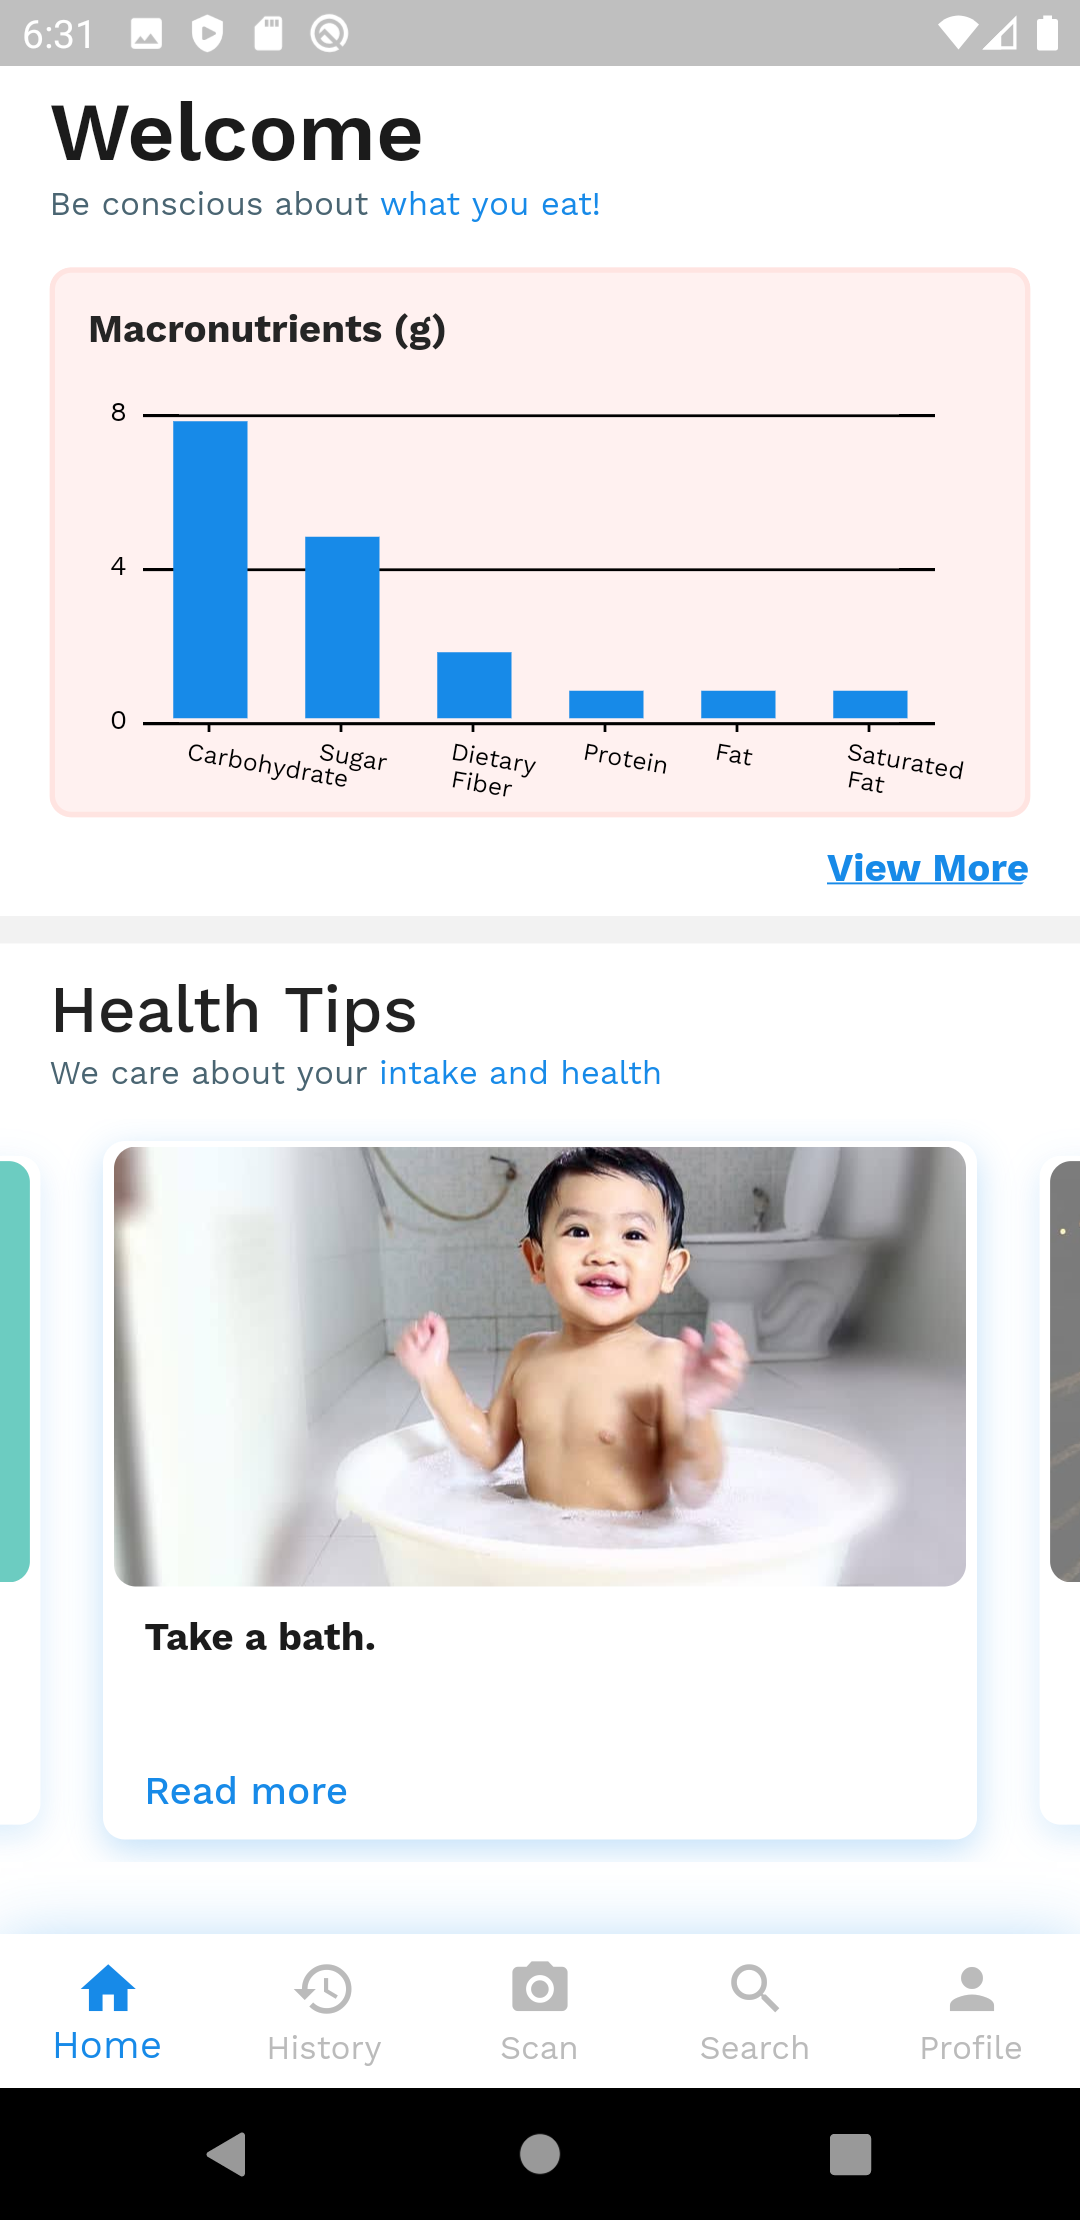 6:31
Welcome
Be conscious about what you eat!
Macronutrients (g)
8
4
0
Carbohydrate
Sugar
Dietary
Fiber
Protein
Fat
Saturated
Fat
View More
Health Tips
We care about your intake and health
Take a bath.
Read more
Home
History
Scan
Search
Profile